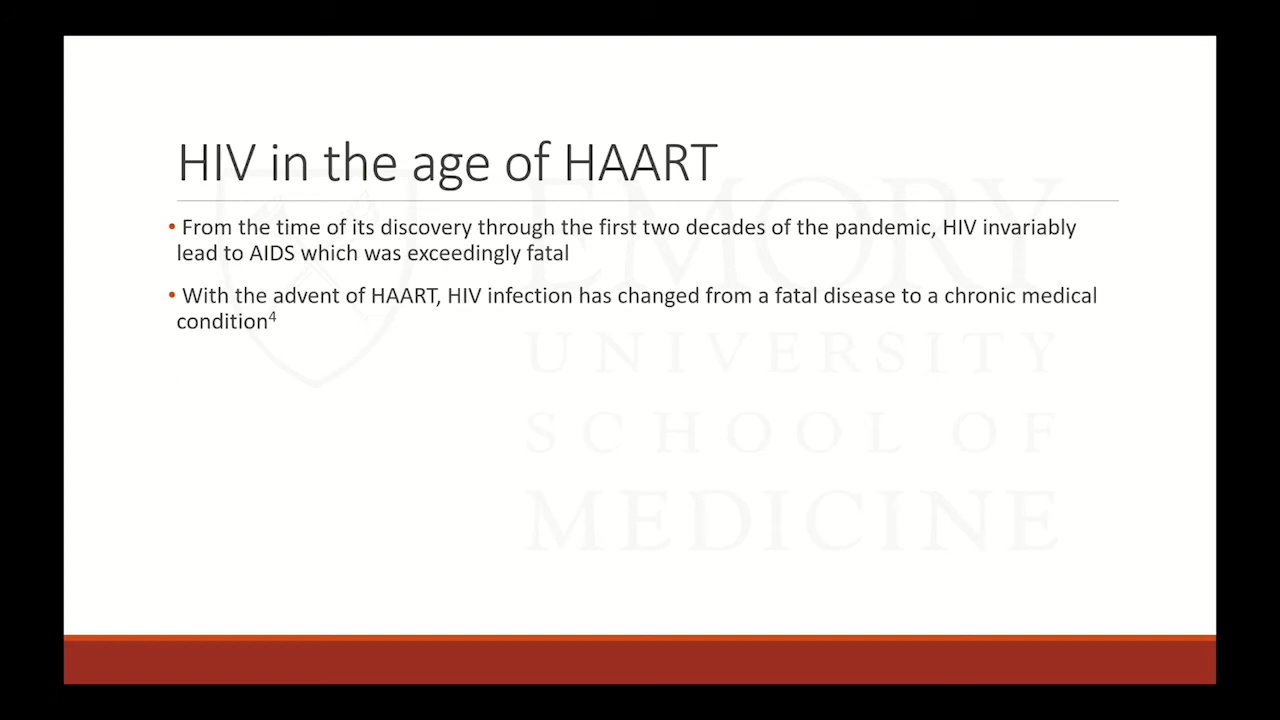 HIV in the age of HAART
• From the time of its discovery through the first two decades of the pandemic, HIV invariably
lead to AIDS which was exceedingly fatal
• With the advent of HAART, HIV infection has changed from a fatal disease to a chronic medical
condition⁴
EMORY
UNIVERSITY
SCHOOL OF
MEDICINE